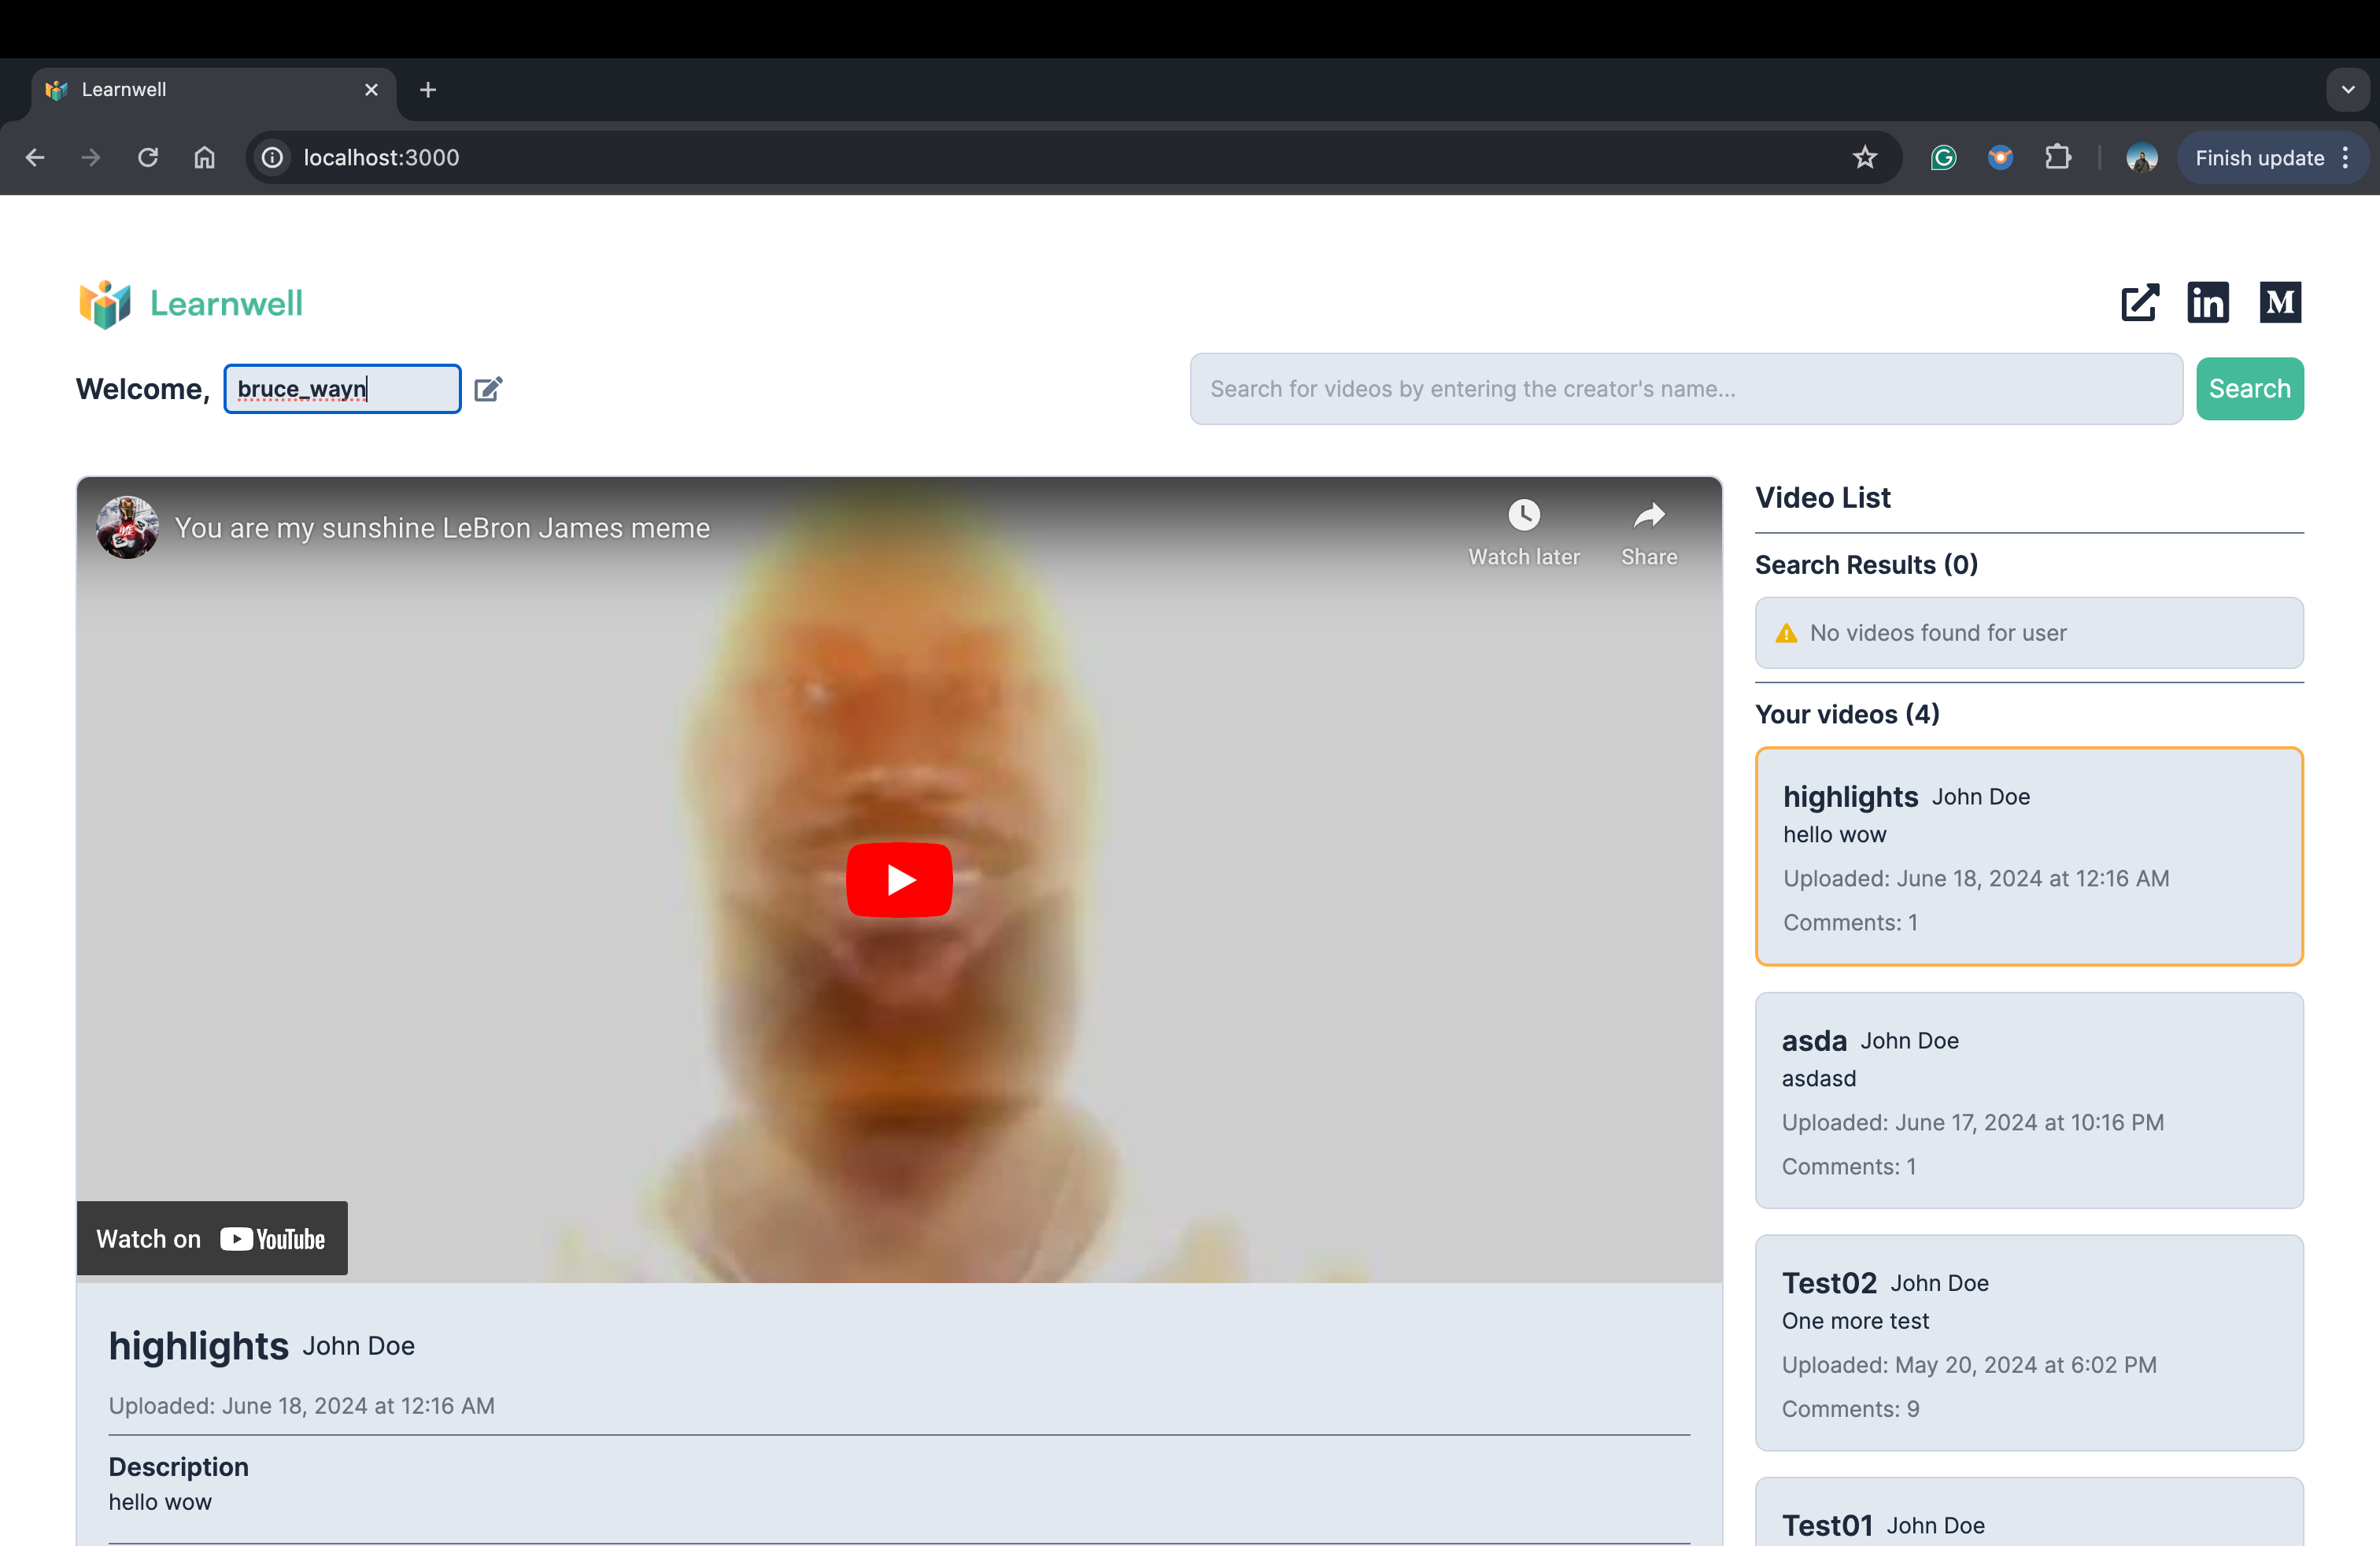 Learnwell
localhost:3000
Finish update
Learnwell
in
M
Welcome, bruce_wayn
Search for videos by entering the creator's name...
Search
You are my sunshine LeBron James meme
Watch later
Share
Watch on YouTube
highlights John Doe
Uploaded: June 18, 2024 at 12:16 AM
Description
hello wow
Video List
Search Results (0)
No videos found for user
Your videos (4)
highlights John Doe
hello wow
Uploaded: June 18, 2024 at 12:16 AM
Comments: 1
asda John Doe
asdasd
Uploaded: June 17, 2024 at 10:16 PM
Comments: 1
Test02 John Doe
One more test
Uploaded: May 20, 2024 at 6:02 PM
Comments: 9
Test01 John Doe